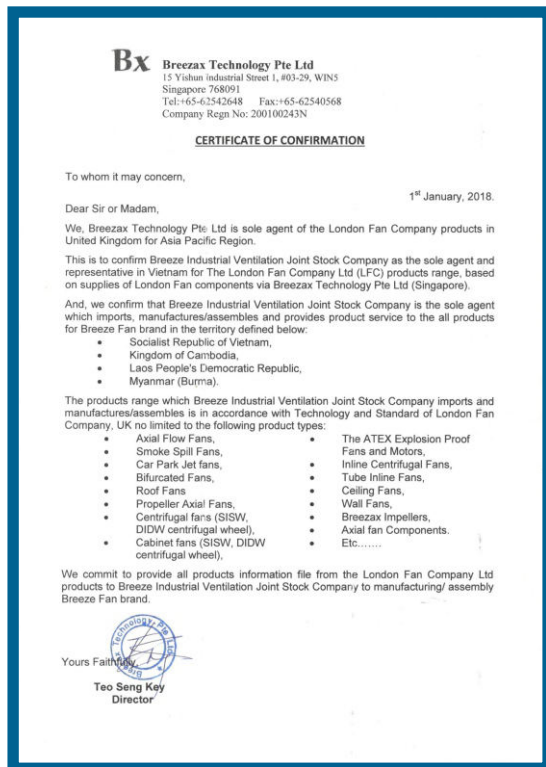 Bx Breezax Technology Pte Ltd
15 Yishun industrial Street 1, #03-29, WIN5
Singapore 768091
Tel:+65-62542648 Fax:+65-62540568
Company Regn No: 200100243N
CERTIFICATE OF CONFIRMATION
To whom it may concern,
1st January, 2018.
Dear Sir or Madam,
We, Breezax Technology Pte Ltd is sole agent of the London Fan Company products in
United Kingdom for Asia Pacific Region.
This is to confirm Breeze Industrial Ventilation Joint Stock Company as the sole agent and
representative in Vietnam for The London Fan Company Ltd (LFC) products range, based
on supplies of London Fan components via Breezax Technology Pte Ltd (Singapore).
And, we confirm that Breeze Industrial Ventilation Joint Stock Company is the sole agent
which imports, manufactures/assembles and provides product service to the all products
for Breeze Fan brand in the territory defined below:
• Socialist Republic of Vietnam,
• Kingdom of Cambodia,
• Laos People's Democratic Republic,
• Myanmar (Burma).
The products range which Breeze Industrial Ventilation Joint Stock Company imports and
manufactures/assembles is in accordance with Technology and Standard of London Fan
Company, UK no limited to the following product types:
• Axial Flow Fans,
• Smoke Spill Fans,
• Car Park Jet fans,
• Bifurcated Fans,
• Roof Fans
• Propeller Axial Fans,
• Centrifugal fans (SISW,
DIDW centrifugal wheel),
• Cabinet fans (SISW, DIDW
centrifugal wheel),
• The ATEX Explosion Proof
Fans and Motors,
• Inline Centrifugal Fans,
• Tube Inline Fans,
• Ceiling Fans,
• Wall Fans,
• Breezax Impellers,
• Axial fan Components.
• Etc.......
We commit to provide all products information file from the London Fan Company Ltd
products to Breeze Industrial Ventilation Joint Stock Company to manufacturing/ assembly
Breeze Fan brand.
Breezax Technology Pte Ltd
Yours Faithfully,
Teo Seng Key
Director